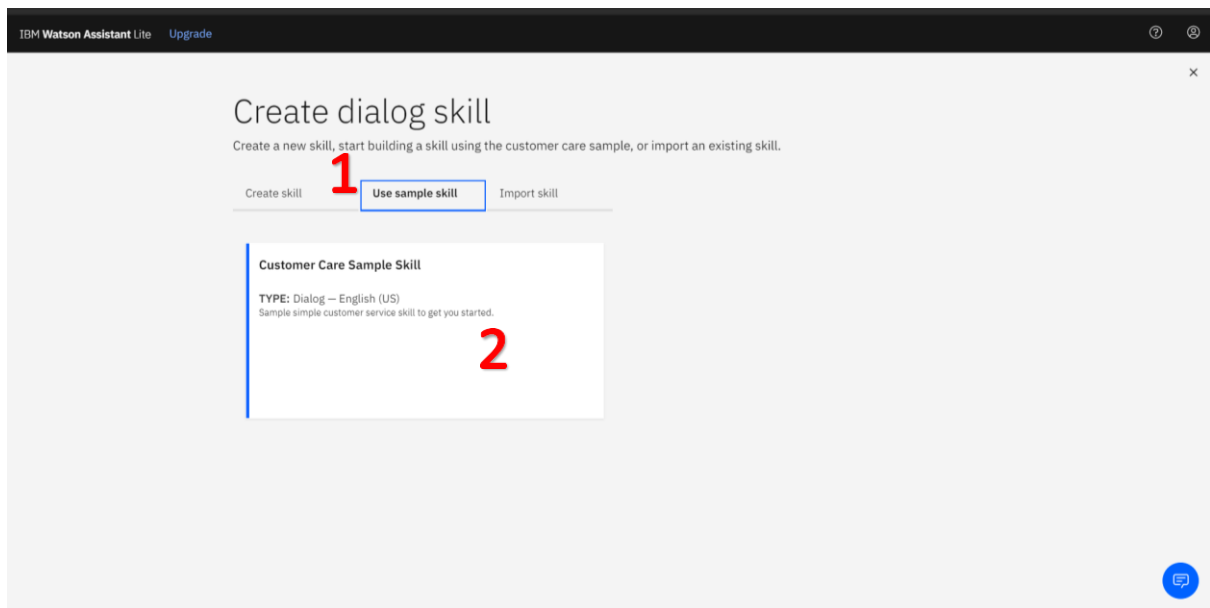 IBM Watson Assistant Lite Upgrade
Create dialog skill
Create a new skill, start building a skill using the customer care sample, or import an existing skill.
1
Create skill Use sample skill Import skill
Customer Care Sample Skill
TYPE: Dialog — English (US)
Sample simple customer service skill to get you started.
2